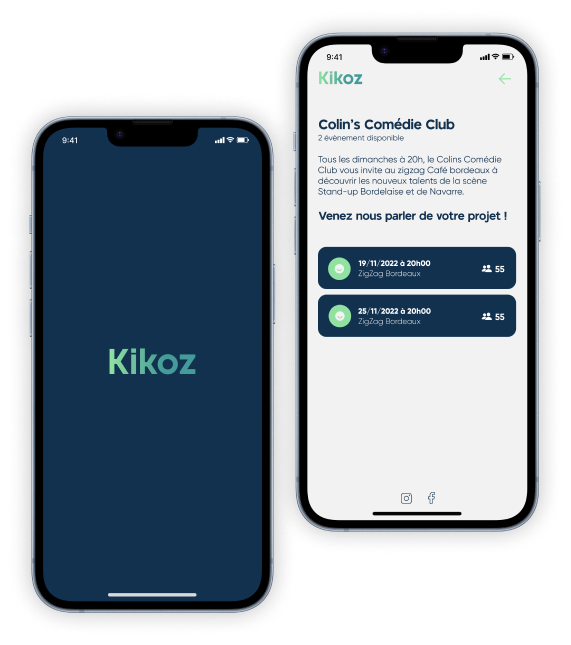 9:41
Kikoz
9:41
Kikoz
Colin's Comédie Club
2 évènement disponible
Tous les dimanches à 20h, le Colins Comédie
Club vous invite au zigzag Café bordeaux à
découvrir les nouveux talents de la scène
Stand-up Bordelaise et de Navarre.
Venez nous parler de votre projet !
19/11/2022 à 20h00
55
ZigZag Bordeaux
25/11/2022 à 20h00
55
ZigZag Bordeaux